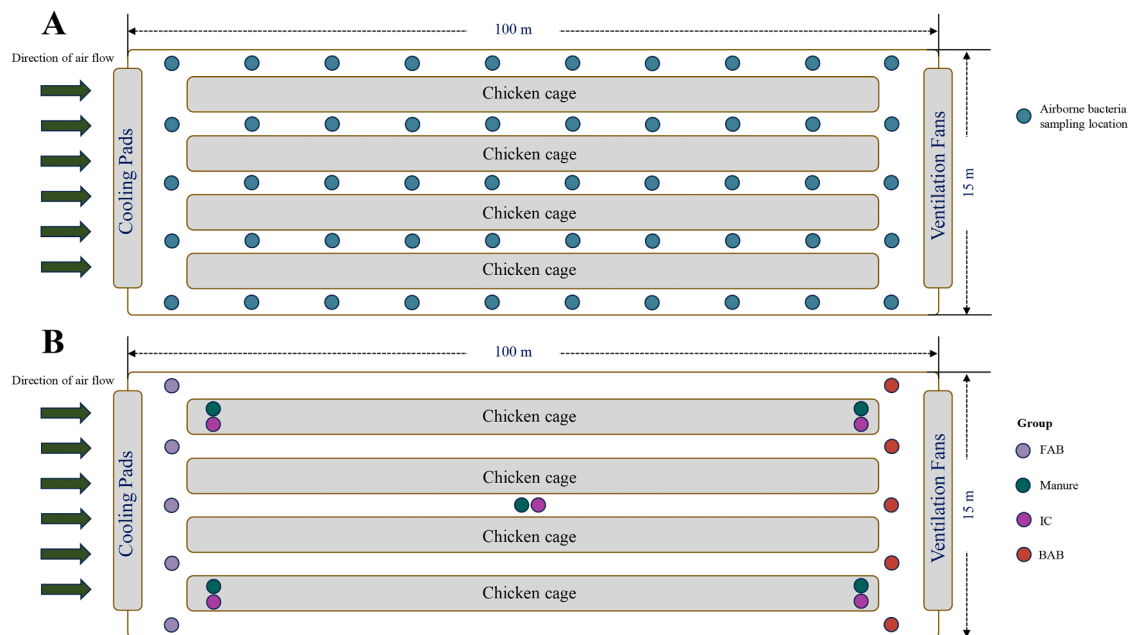 A
100 m
Direction of air flow
Cooling Pads
Chicken cage
Chicken cage
Chicken cage
Chicken cage
Ventilation Fans
15 m
Airborne bacteria
sampling location
B
100 m
Direction of air flow
Cooling Pads
Chicken cage
Chicken cage
Chicken cage
Chicken cage
Ventilation Fans
15 m
Group
FAB
Manure
IC
BAB